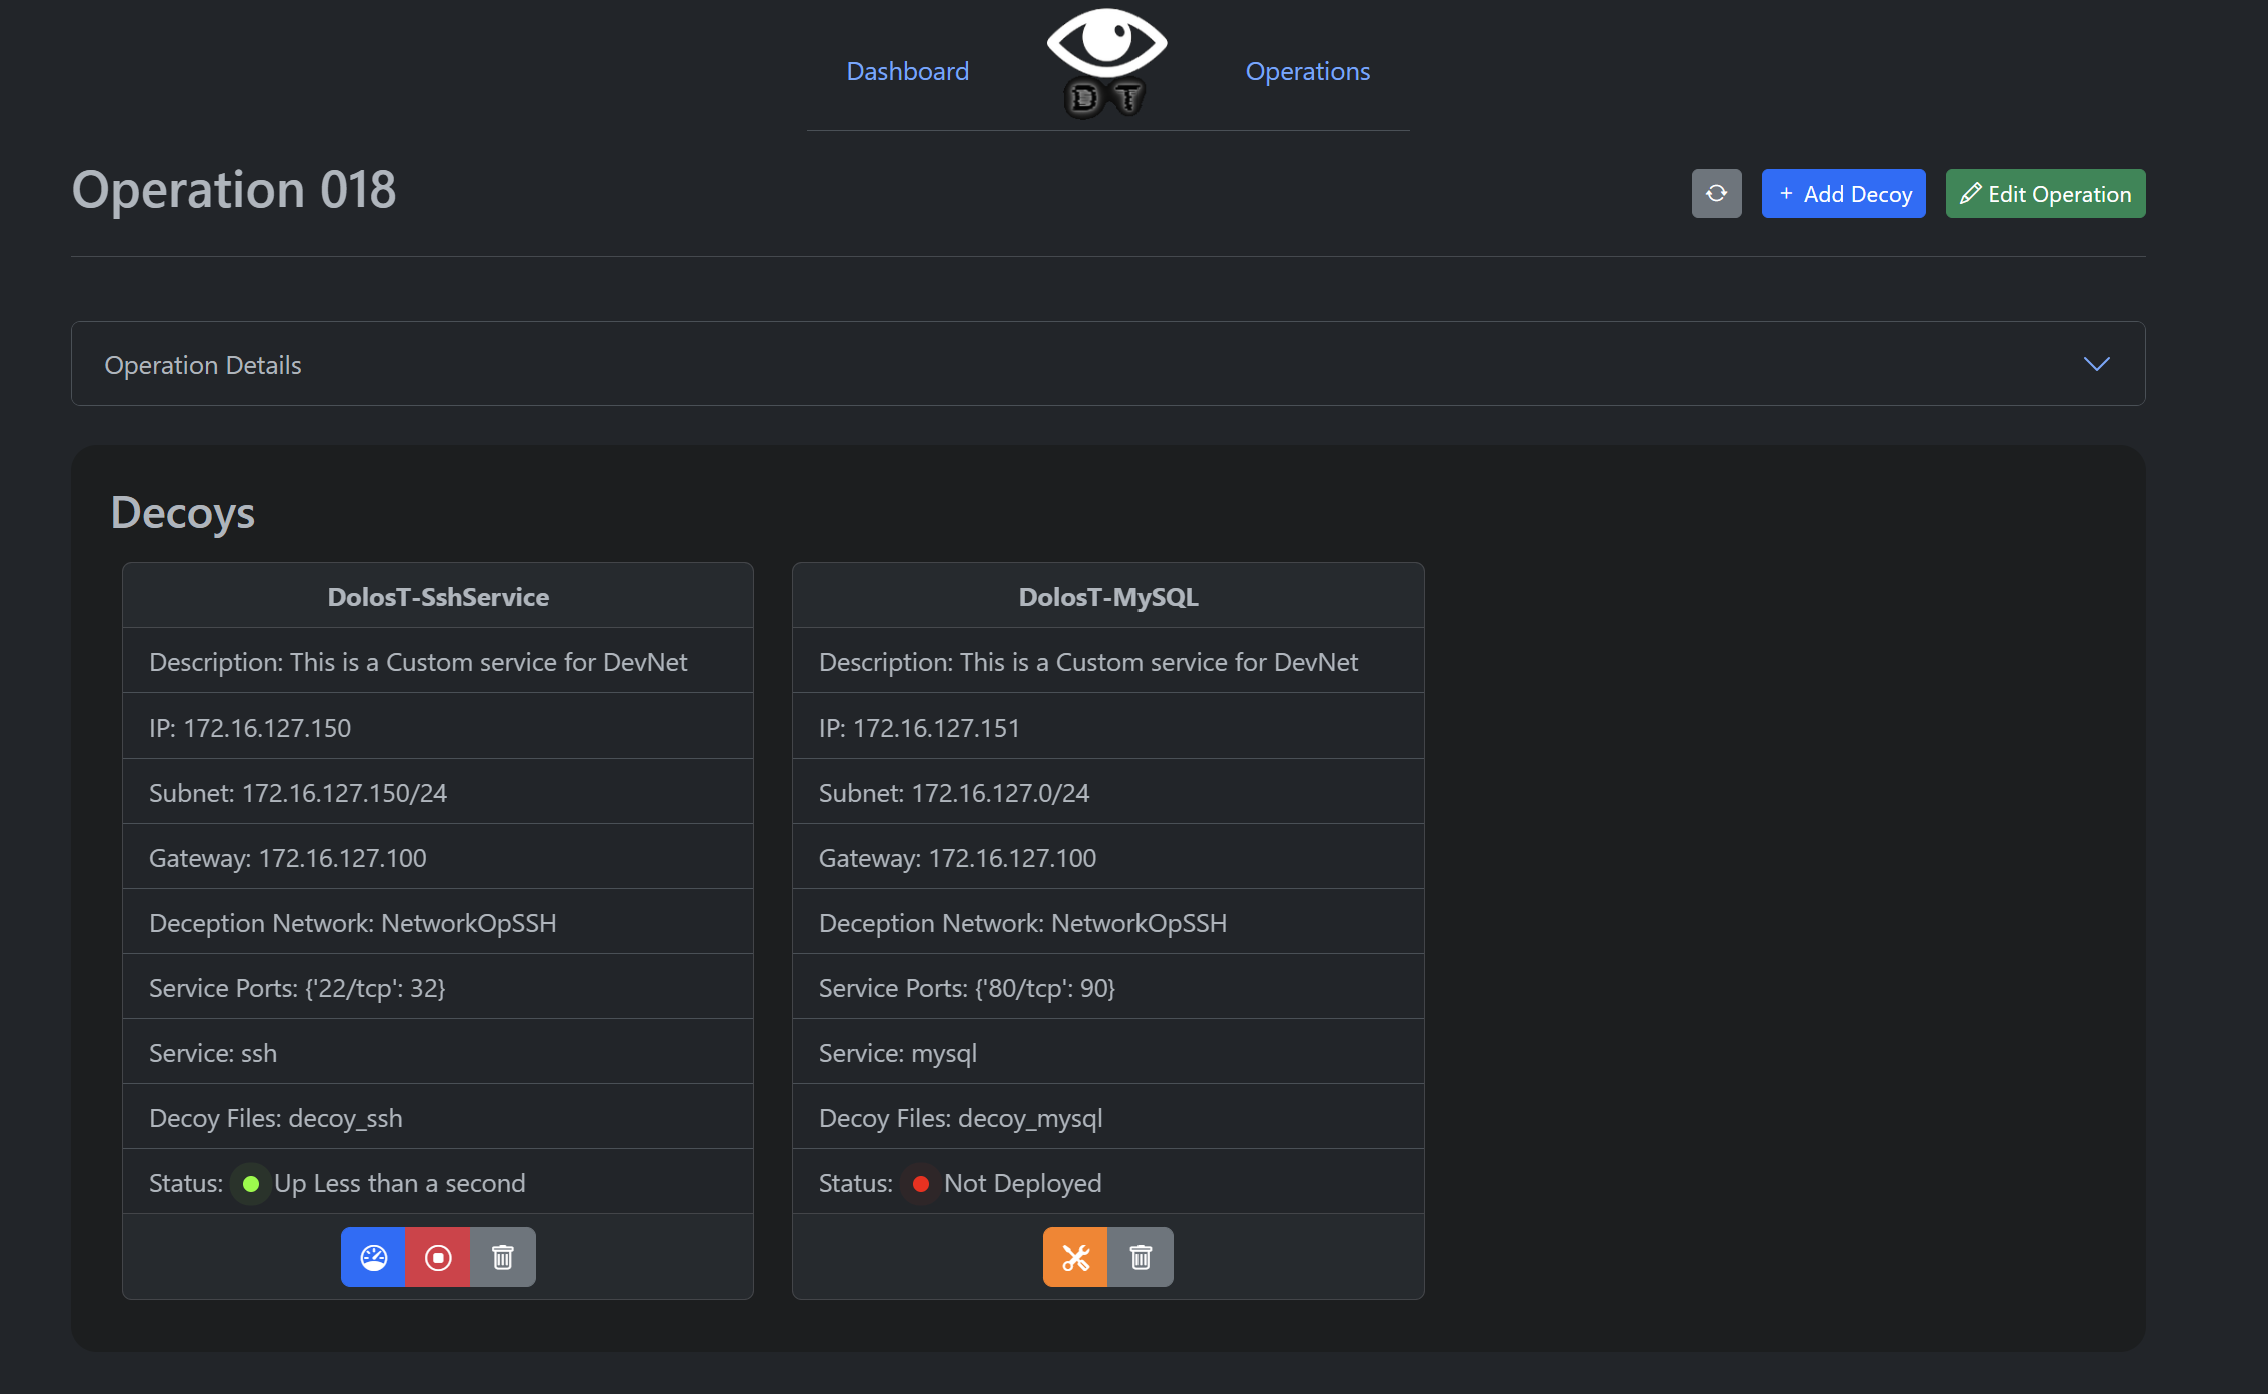 Dashboard
DT
Operations
Operation 018
+ Add Decoy
Edit Operation
Operation Details
Decoys
DolosT-SshService
Description: This is a Custom service for DevNet
IP: 172.16.127.150
Subnet: 172.16.127.150/24
Gateway: 172.16.127.100
Deception Network: NetworkOpSSH
Service Ports: {'22/tcp': 32}
Service: ssh
Decoy Files: decoy_ssh
Status: Up Less than a second
DolosT-MySQL
Description: This is a Custom service for DevNet
IP: 172.16.127.151
Subnet: 172.16.127.0/24
Gateway: 172.16.127.100
Deception Network: NetworkOpSSH
Service Ports: {'80/tcp': 90}
Service: mysql
Decoy Files: decoy_mysql
Status: Not Deployed